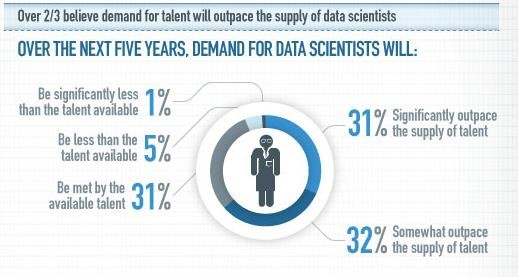 Over 2/3 believe demand for talent will outpace the supply of data scientists
OVER THE NEXT FIVE YEARS, DEMAND FOR DATA SCIENTISTS WILL:
Be significantly less
than the talent available 1%
Be less than the
talent available 5%
Be met by the
available talent 31%
31% Significantly outpace
the supply of talent
32% Somewhat outpace
the supply of talent